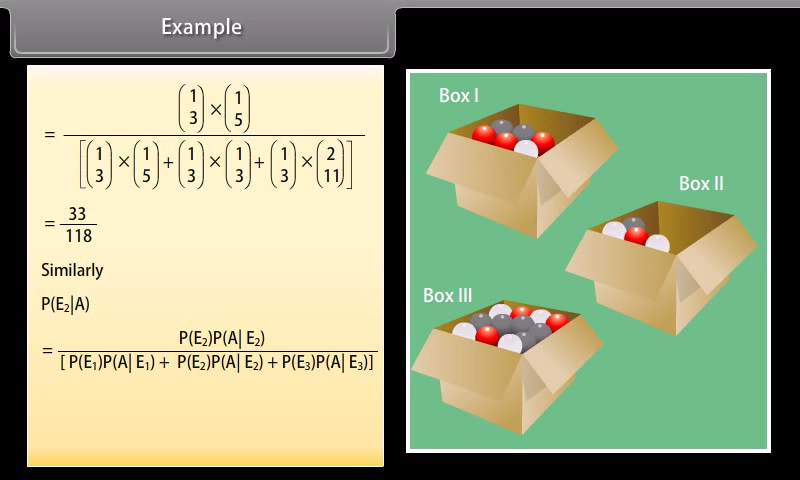 Example
= (1/3) × (1/5) / [(1/3) × (1/5) + (1/3) × (1/3) + (1/3) × (2/11)]
= 33/118
Similarly
P(E₂|A)
= P(E₂)P(A|E₂) / [P(E₁)P(A|E₁) + P(E₂)P(A|E₂) + P(E₃)P(A|E₃)]
Box I
Box II
Box III